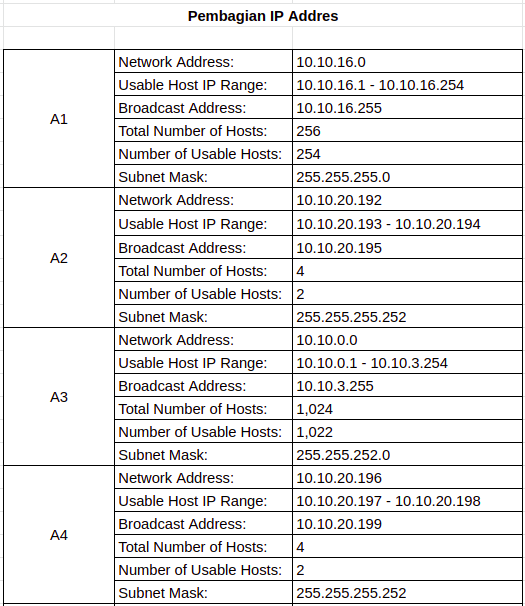 Pembagian IP Addres
A1
Network Address: 10.10.16.0
Usable Host IP Range: 10.10.16.1 - 10.10.16.254
Broadcast Address: 10.10.16.255
Total Number of Hosts: 256
Number of Usable Hosts: 254
Subnet Mask: 255.255.255.0
A2
Network Address: 10.10.20.192
Usable Host IP Range: 10.10.20.193 - 10.10.20.194
Broadcast Address: 10.10.20.195
Total Number of Hosts: 4
Number of Usable Hosts: 2
Subnet Mask: 255.255.255.252
A3
Network Address: 10.10.0.0
Usable Host IP Range: 10.10.0.1 - 10.10.3.254
Broadcast Address: 10.10.3.255
Total Number of Hosts: 1,024
Number of Usable Hosts: 1,022
Subnet Mask: 255.255.252.0
A4
Network Address: 10.10.20.196
Usable Host IP Range: 10.10.20.197 - 10.10.20.198
Broadcast Address: 10.10.20.199
Total Number of Hosts: 4
Number of Usable Hosts: 2
Subnet Mask: 255.255.255.252